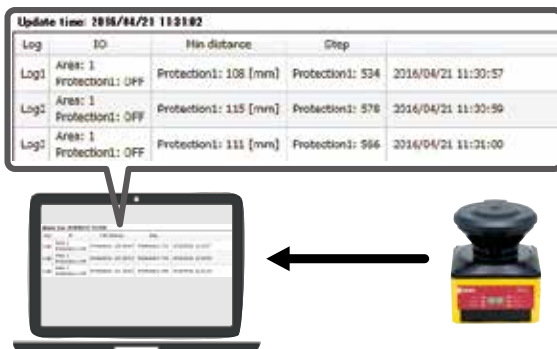 Update time: 2016/04/21 11:31:02
Log IO Min distance Step
Area: 1
Log1 Protection1: 108 [mm] Protection1: 534 2016/04/21 11:30:57
Protection1: OFF
Area: 1
Log2 Protection1: 115 [mm] Protection1: 578 2016/04/21 11:30:59
Protection1: OFF
Area: 1
Log3 Protection1: 111 [mm] Protection1: 566 2016/04/21 11:31:00
Protection1: OFF